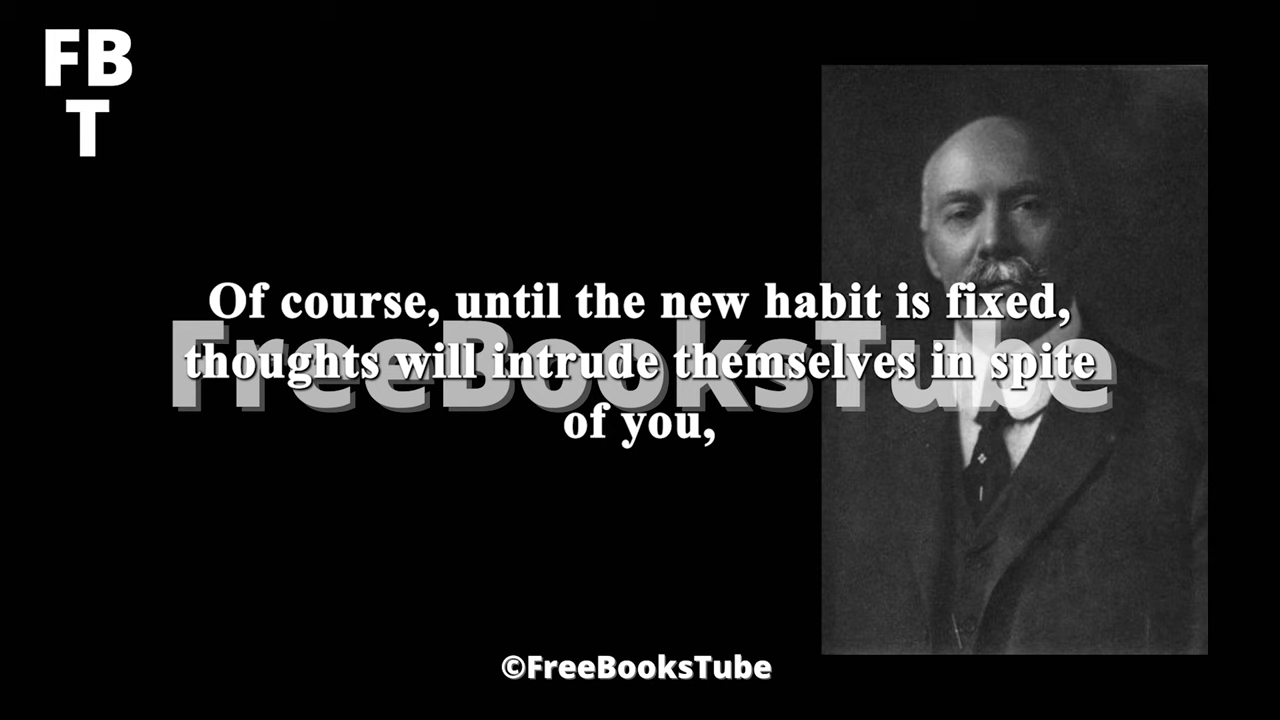 FB
T
Of course, until the new habit is fixed,
FreeBooksTube
thoughts will intrude themselves in spite
of you,
©FreeBooksTube